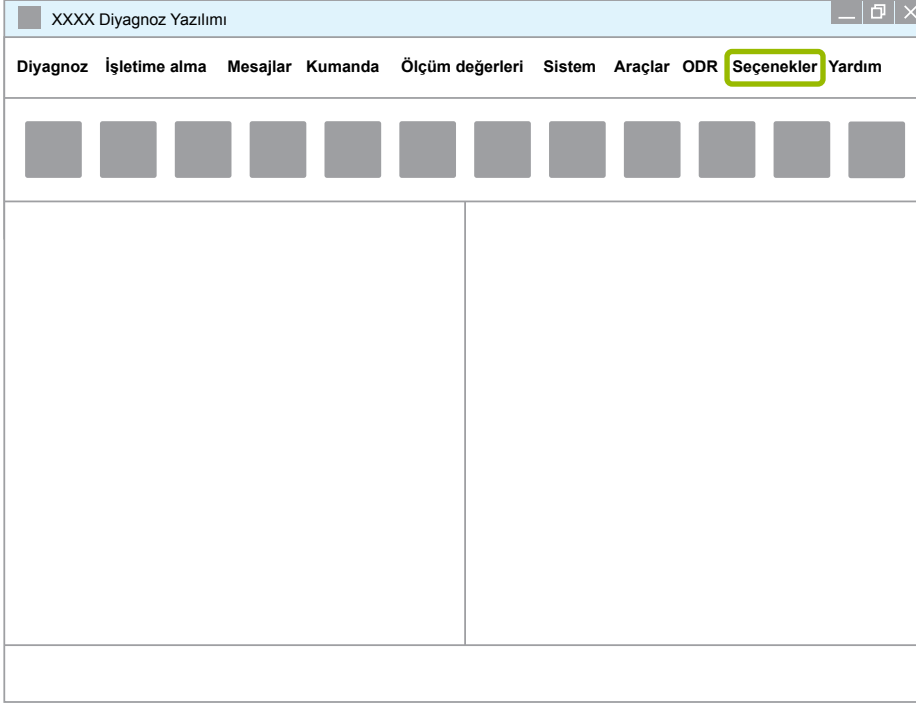 XXXX Diyagnoz Yazılımı
Diyagnoz İşletime alma Mesajlar Kumanda Ölçüm değerleri Sistem Araçlar ODR Seçenekler Yardım